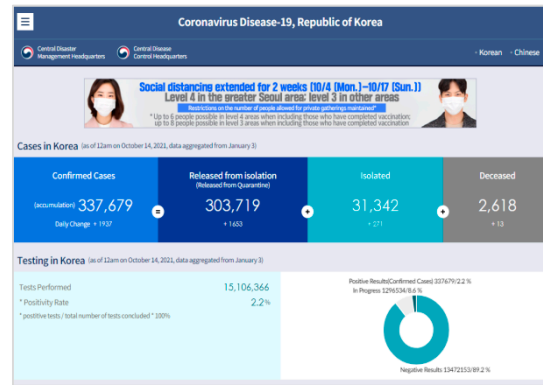 Coronavirus Disease-19, Republic of Korea
Central Disaster
Management Headquarters
Central Disease
Control Headquarters
· Korean · Chinese
Social distancing extended for 2 weeks [10/4 (Mon.)~10/17 (Sun.)]
Level 4 in the greater Seoul area; level 3 in other areas
Restrictions on the number of people allowed for private gatherings maintained*
* Up to 6 people possible in level 4 areas when including those who have completed vaccination;
up to 8 people possible in level 3 areas when including those who have completed vaccination
Cases in Korea (as of 12am on October 14, 2021, data aggregated from January 3)
Confirmed Cases
(accumulation) 337,679
Daily Change + 1937
=
Released from isolation
(Released from Quarantine)
303,719
+ 1653
+
Isolated
31,342
+ 271
+
Deceased
2,618
+ 13
Testing in Korea (as of 12am on October 14, 2021, data aggregated from January 3)
Tests Performed 15,106,366
* Positivity Rate 2.2%
* postitive tests / total number of tests concluded * 100%
Positive Results(Confirmed Cases) 337679/2.2 %
In Progress 1296534/8.6 %
Negative Results 13472153/89.2 %